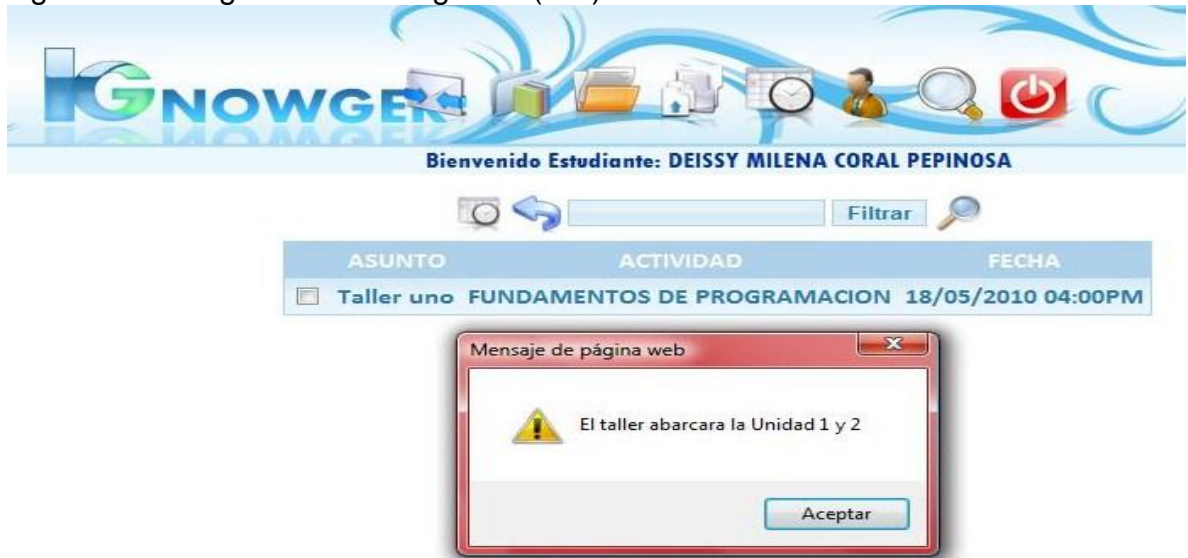 NOWGER
Bienvenido Estudiante: DEISSY MILENA CORAL PEPINOSA
Filtrar
ASUNTO ACTIVIDAD FECHA
Taller uno FUNDAMENTOS DE PROGRAMACION 18/05/2010 04:00PM
Mensaje de página web
El taller abarcara la Unidad 1 y 2
Aceptar